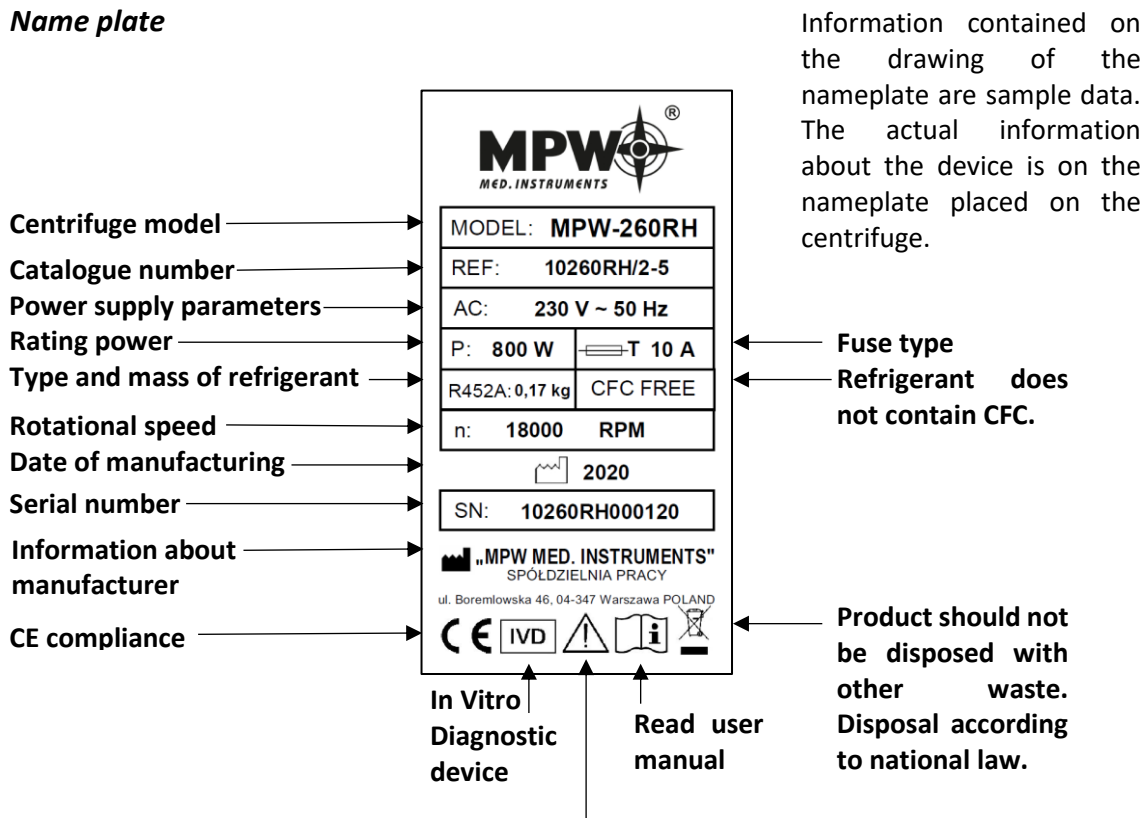 Name plate
Information contained on
the drawing of the
nameplate are sample data.
The actual information
about the device is on the
nameplate placed on the
centrifuge.
MPW ®
MED. INSTRUMENTS
Centrifuge model
MODEL: MPW-260RH
Catalogue number
REF: 10260RH/2-5
Power supply parameters
AC: 230 V ~ 50 Hz
Rating power
P: 800 W T 10 A
Fuse type
Type and mass of refrigerant
R452A: 0,17 kg CFC FREE
Refrigerant does
not contain CFC.
Rotational speed
n: 18000 RPM
Date of manufacturing
2020
Serial number
SN: 10260RH000120
Information about
manufacturer
„MPW MED. INSTRUMENTS"
SPÓŁDZIELNIA PRACY
ul. Boremlowska 46, 04-347 Warszawa POLAND
CE compliance
CE IVD i
Product should not
be disposed with
other waste.
Disposal according
to national law.
In Vitro
Diagnostic
device
Read user
manual